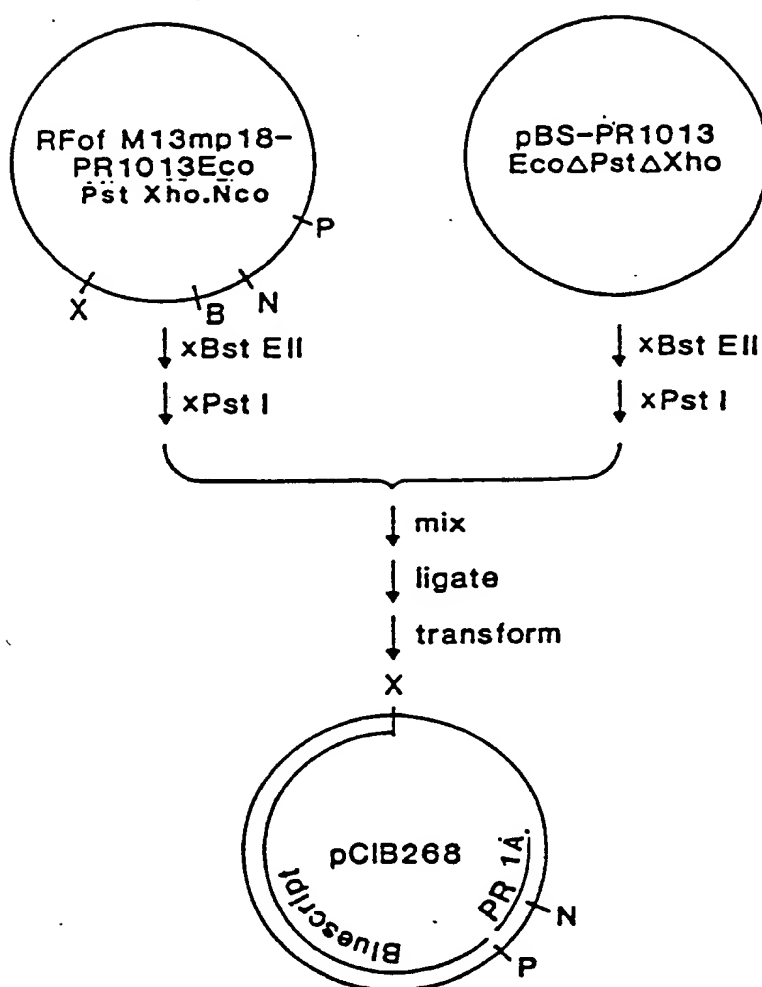 RFof M13mp18-
PR1013Eco
Pst Xho.Nco
P
X
B
N
pBS-PR1013
EcoΔPstΔXho
xBst EII
xPst I
xBst EII
xPst I
mix
ligate
transform
X
pCIB268
Bluescript
PR 1A.
N
P